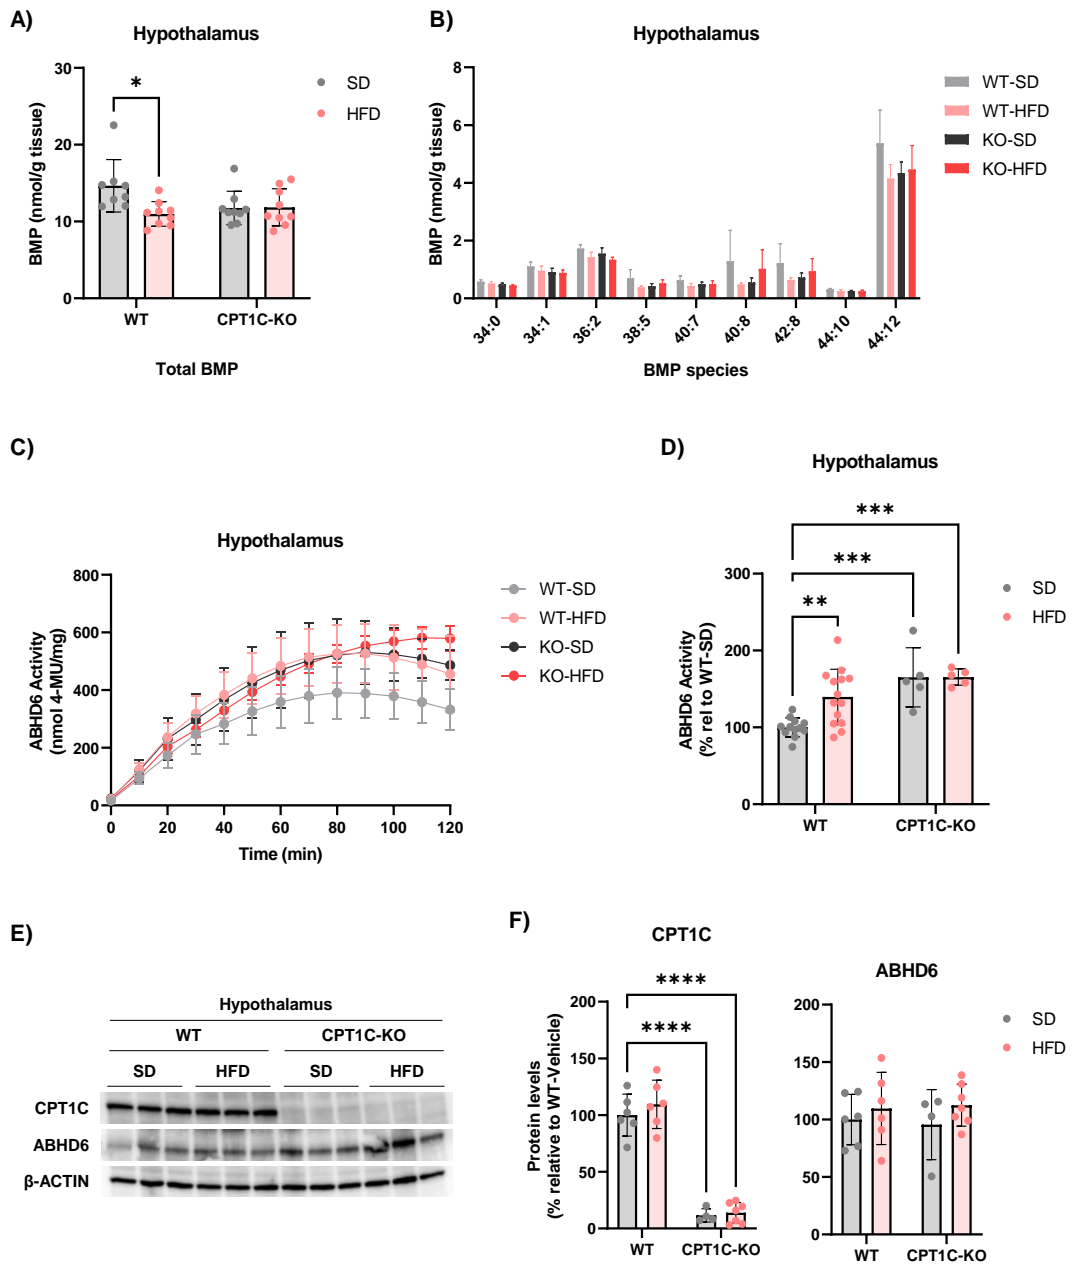 A)
Hypothalamus
BMP (nmol/g tissue)
30
20
10
0
*
SD
HFD
WT
CPT1C-KO
Total BMP
B)
Hypothalamus
BMP (nmol/g tissue)
8
6
4
2
0
WT-SD
WT-HFD
KO-SD
KO-HFD
34:0
34:1
36:2
38:5
40:7
40:8
42:8
44:10
44:12
BMP species
C)
Hypothalamus
ABHD6 Activity
(nmol 4-MU/mg)
800
600
400
200
0
WT-SD
WT-HFD
KO-SD
KO-HFD
0
20
40
60
80
100
120
Time (min)
D)
Hypothalamus
ABHD6 Activity
(% rel to WT-SD)
300
200
100
0
***
***
**
SD
HFD
WT
CPT1C-KO
E)
Hypothalamus
WT
CPT1C-KO
SD
HFD
SD
HFD
CPT1C
ABHD6
β-ACTIN
F)
CPT1C
Protein levels
(% relative to WT-Vehicle)
200
150
100
50
0
****
****
WT
CPT1C-KO
ABHD6
200
150
100
50
0
SD
HFD
WT
CPT1C-KO